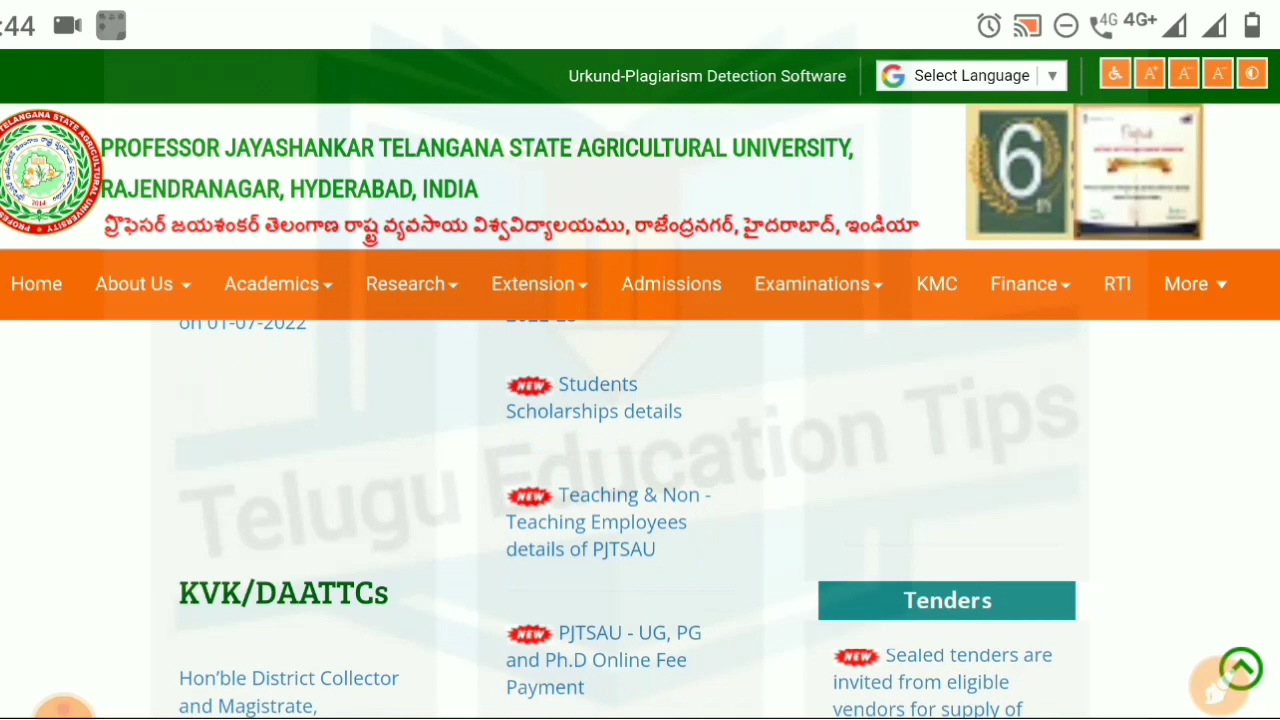 :44
4G 4G+
Urkund-Plagiarism Detection Software
Select Language ▼
A+ A- A-
PROFESSOR JAYASHANKAR TELANGANA STATE AGRICULTURAL UNIVERSITY,
RAJENDRANAGAR, HYDERABAD, INDIA
ప్రొఫెసర్ జయశంకర్ తెలంగాణ రాష్ట్ర వ్యవసాయ విశ్వవిద్యాలయము, రాజేంద్రనగర్, హైదరాబాద్, ఇండియా
2014
6
Home About Us Academics Research Extension Admissions Examinations KMC Finance RTI More ▼
on 01-07-2022
NEW Students
Scholarships details
Telugu Education Tips
NEW Teaching & Non -
Teaching Employees
details of PJTSAU
KVK/DAATTCs
Tenders
NEW PJTSAU - UG, PG
and Ph.D Online Fee
Payment
NEW Sealed tenders are
invited from eligible
vendors for supply of
Hon'ble District Collector
and Magistrate,